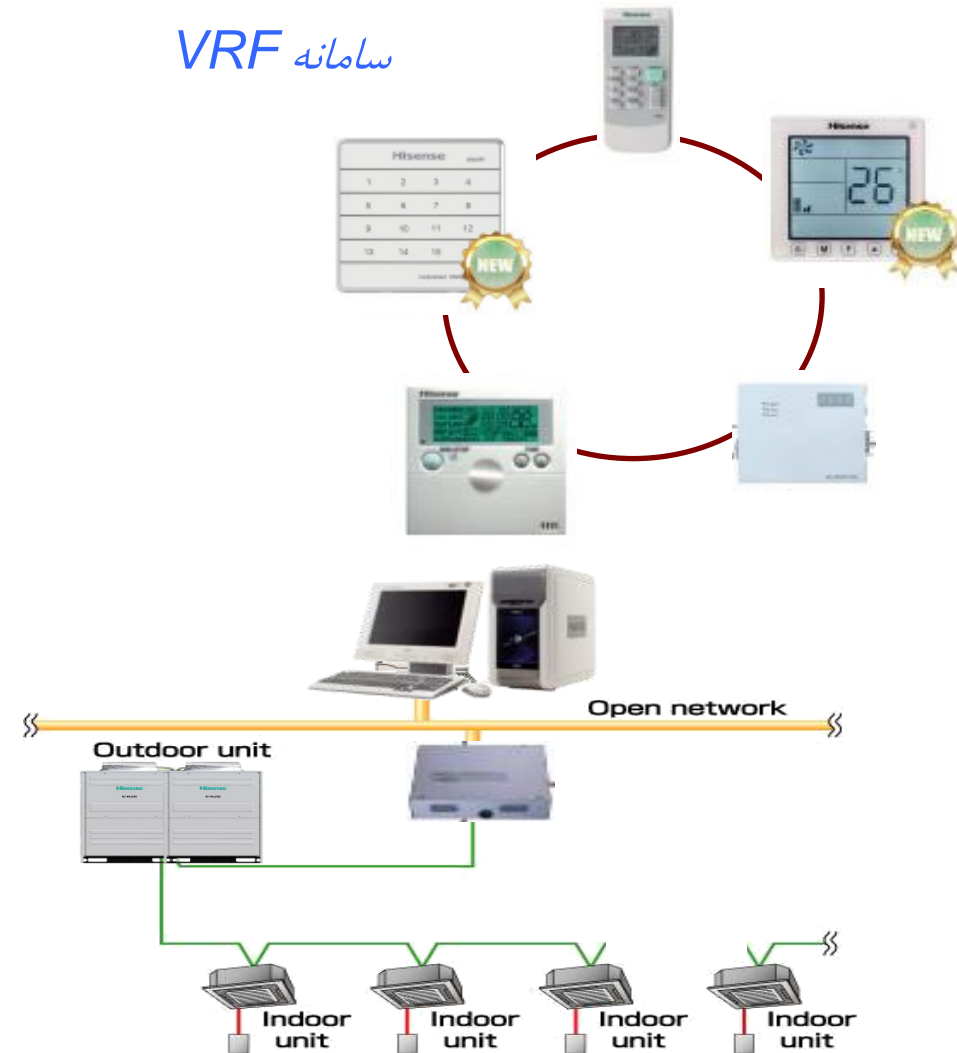 سامانه VRF
Hisense
Hisense
26
M F
NEW
Hisense on/off
1 2 3 4
5 6 7 8
9 10 11 12
13 14 15
NEW
Hisense
Open network
Outdoor unit
Hisense Hisense
Indoor unit
Indoor unit
Indoor unit
Indoor unit